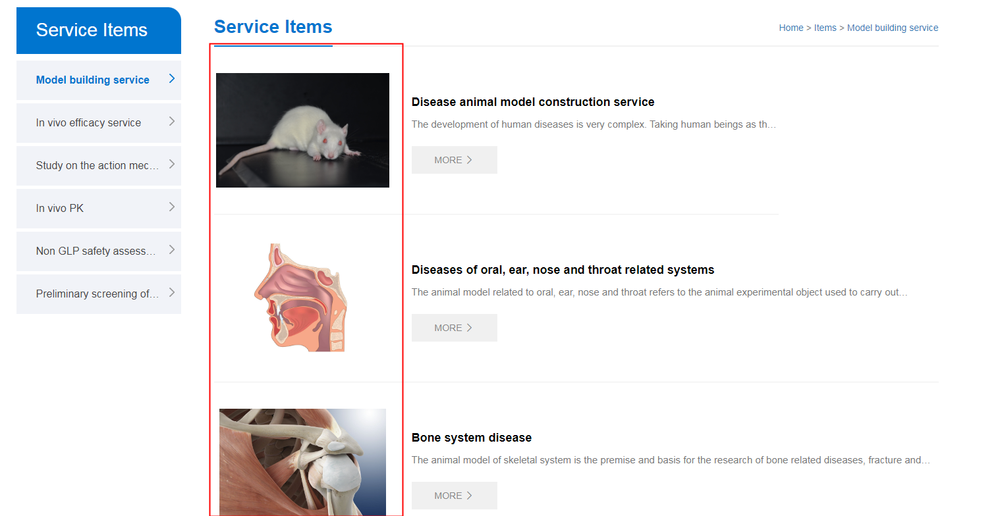 Service Items
Model building service
In vivo efficacy service
Study on the action mec…
In vivo PK
Non GLP safety assess…
Preliminary screening of…
Service Items
Home > Items > Model building service
Disease animal model construction service
The development of human diseases is very complex. Taking human beings as th…
MORE >
Diseases of oral, ear, nose and throat related systems
The animal model related to oral, ear, nose and throat refers to the animal experimental object used to carry out…
MORE >
Bone system disease
The animal model of skeletal system is the premise and basis for the research of bone related diseases, fracture and…
MORE >